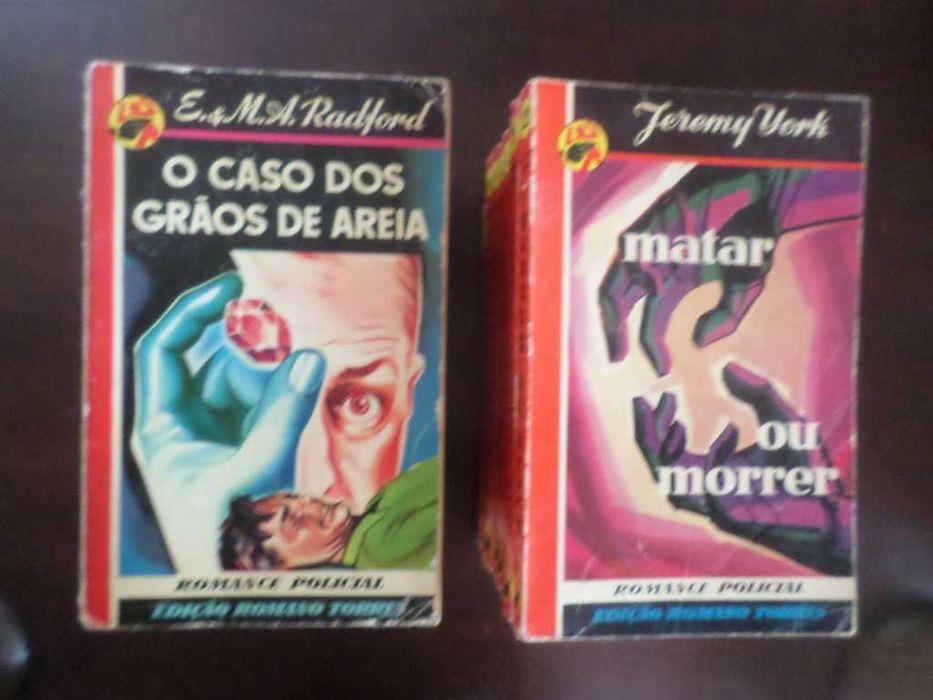 E. & M. A. Radford
O CASO DOS
GRÃOS DE AREIA
ROMANCE POLICIAL
EDIÇÃO ROMANO TORRES
Jeremy York
matar
ou
morrer
ROMANCE POLICIAL
EDIÇÃO ROMANO TORRES